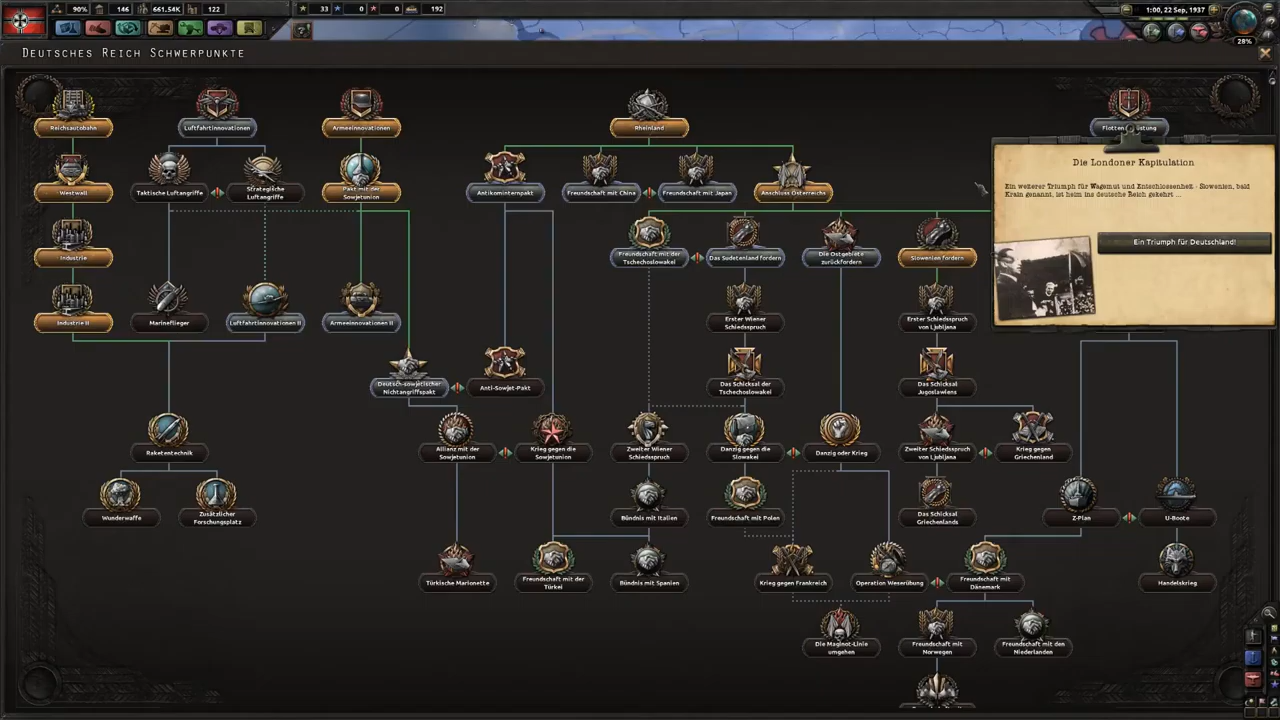 90%
146
661,54K
122
33
0
0
192
1:00, 22 Sep, 1937
28%
Deutsches Reich Schwerpunkte
Reichsautobahn
Luftfahrtinnovationen
Armeeinnovationen
Rheinland
Westwall
Taktische Luftangriffe
Strategische
Luftangriffe
Pakt mit der
Sowjetunion
Antikominternpakt
Freundschaft mit China
Freundschaft mit Japan
Anschluss Österreichs
Die Londoner Kapitulation
Ein weiterer Triumph für Wagemut und Entschlossenheit - Slowenien, bald
Krain genannt, ist heim ins deutsche Reich gekehrt ...
Ein Triumph für Deutschland!
Industrie
Freundschaft mit der
Tschechoslowakei
Das Sudetenland fordern
Die Ostgebiete
zurückfordern
Slowenien fordern
Industrie II
Marineflieger
Luftfahrtinnovationen II
Armeeinnovationen II
Erster Wiener
Schiedsspruch
Erster Schiedsspruch
von Ljubljana
Deutsch-sowjetischer
Nichtangriffspakt
Anti-Sowjet-Pakt
Das Schicksal der
Tschechoslowakei
Das Schicksal
Jugoslawiens
Raketentechnik
Allianz mit der
Sowjetunion
Krieg gegen die
Sowjetunion
Zweiter Wiener
Schiedsspruch
Danzig gegen die
Slowakei
Danzig oder Krieg
Zweiter Schiedsspruch
von Ljubljana
Krieg gegen
Griechenland
Wunderwaffe
Zusätzlicher
Forschungsplatz
Bündnis mit Italien
Freundschaft mit Polen
Das Schicksal
Griechenlands
Z-Plan
U-Boote
Türkische Marionette
Freundschaft mit der
Türkei
Bündnis mit Spanien
Krieg gegen Frankreich
Operation Weserübung
Freundschaft mit
Dänemark
Handelskrieg
Die Maginot-Linie
umgehen
Freundschaft mit
Norwegen
Freundschaft mit den
Niederlanden